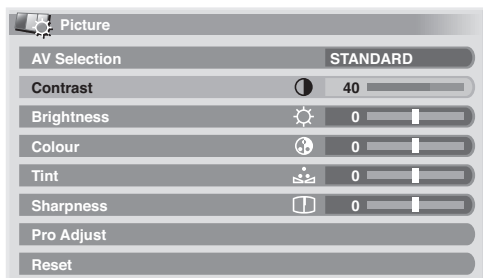 Picture
AV Selection STANDARD
Contrast 40
Brightness 0
Colour 0
Tint 0
Sharpness 0
Pro Adjust
Reset